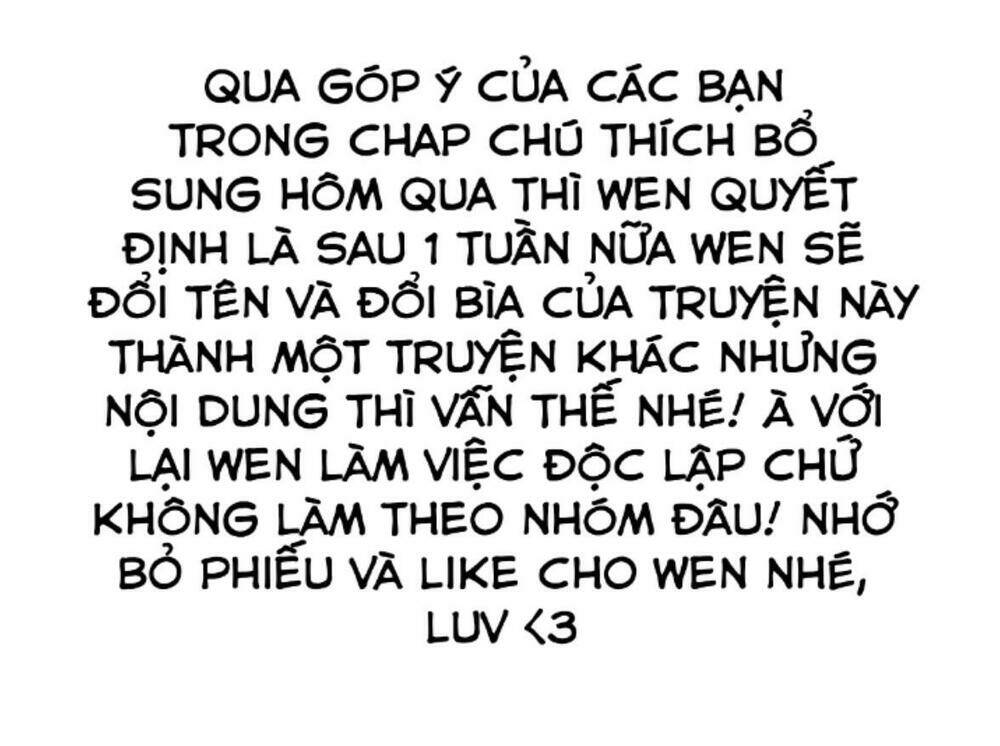 QUA GÓP Ý CỦA CÁC BẠN
TRONG CHAP CHÚ THÍCH BỔ
SUNG HÔM QUA THÌ WEN QUYẾT
ĐỊNH LÀ SAU 1 TUẦN NỮA WEN SẼ
ĐỔI TÊN VÀ ĐỔI BÌA CỦA TRUYỆN NÀY
THÀNH MỘT TRUYỆN KHÁC NHƯNG
NỘI DUNG THÌ VẪN THẾ NHÉ! À VỚI
LẠI WEN LÀM VIỆC ĐỘC LẬP CHỨ
KHÔNG LÀM THEO NHÓM ĐÂU! NHỚ
BỎ PHIẾU VÀ LIKE CHO WEN NHÉ,
LUV <3